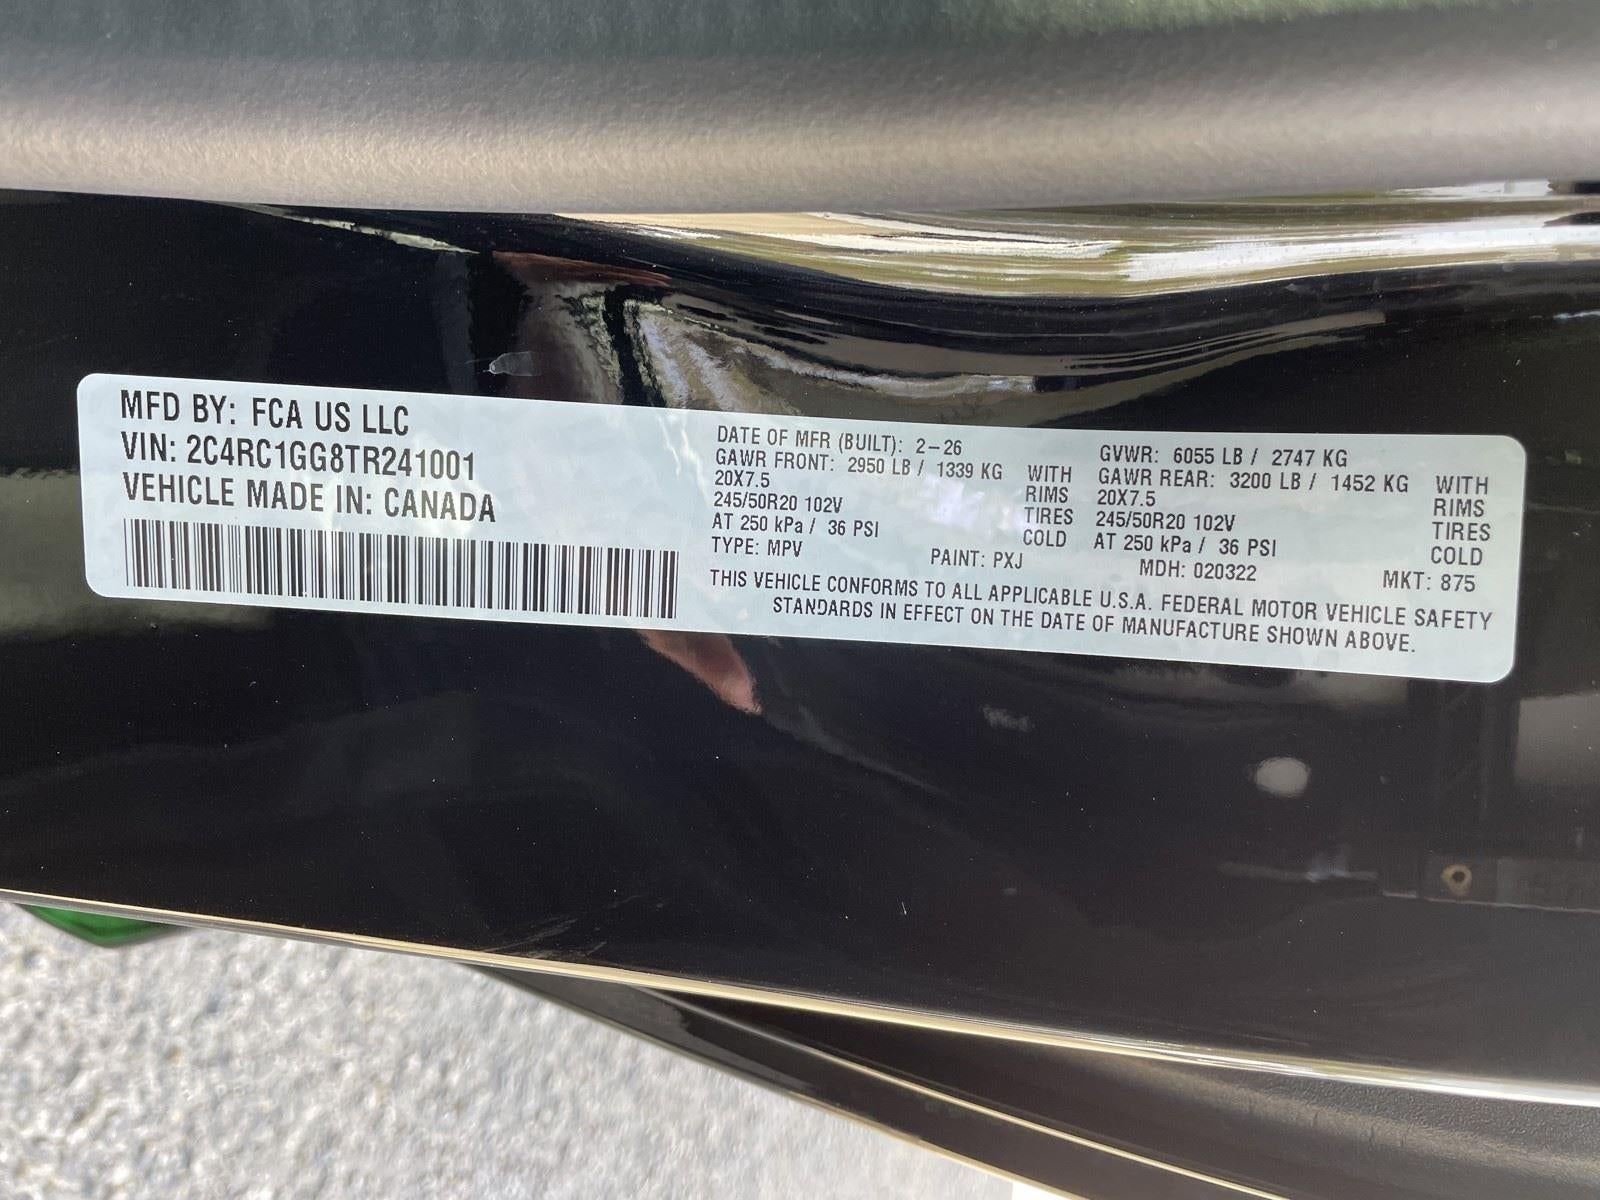 MFD BY: FCA US LLC
VIN: 2C4RC1GG8TR241001
VEHICLE MADE IN: CANADA
DATE OF MFR (BUILT): 2-26
GAWR FRONT: 2950 LB / 1339 KG WITH
20X7.5 RIMS
245/50R20 102V TIRES
AT 250 kPa / 36 PSI COLD
GVWR: 6055 LB / 2747 KG
GAWR REAR: 3200 LB / 1452 KG WITH
20X7.5 RIMS
245/50R20 102V TIRES
AT 250 kPa / 36 PSI COLD
TYPE: MPV PAINT: PXJ MDH: 020322 MKT: 875
THIS VEHICLE CONFORMS TO ALL APPLICABLE U.S.A. FEDERAL MOTOR VEHICLE SAFETY
STANDARDS IN EFFECT ON THE DATE OF MANUFACTURE SHOWN ABOVE.